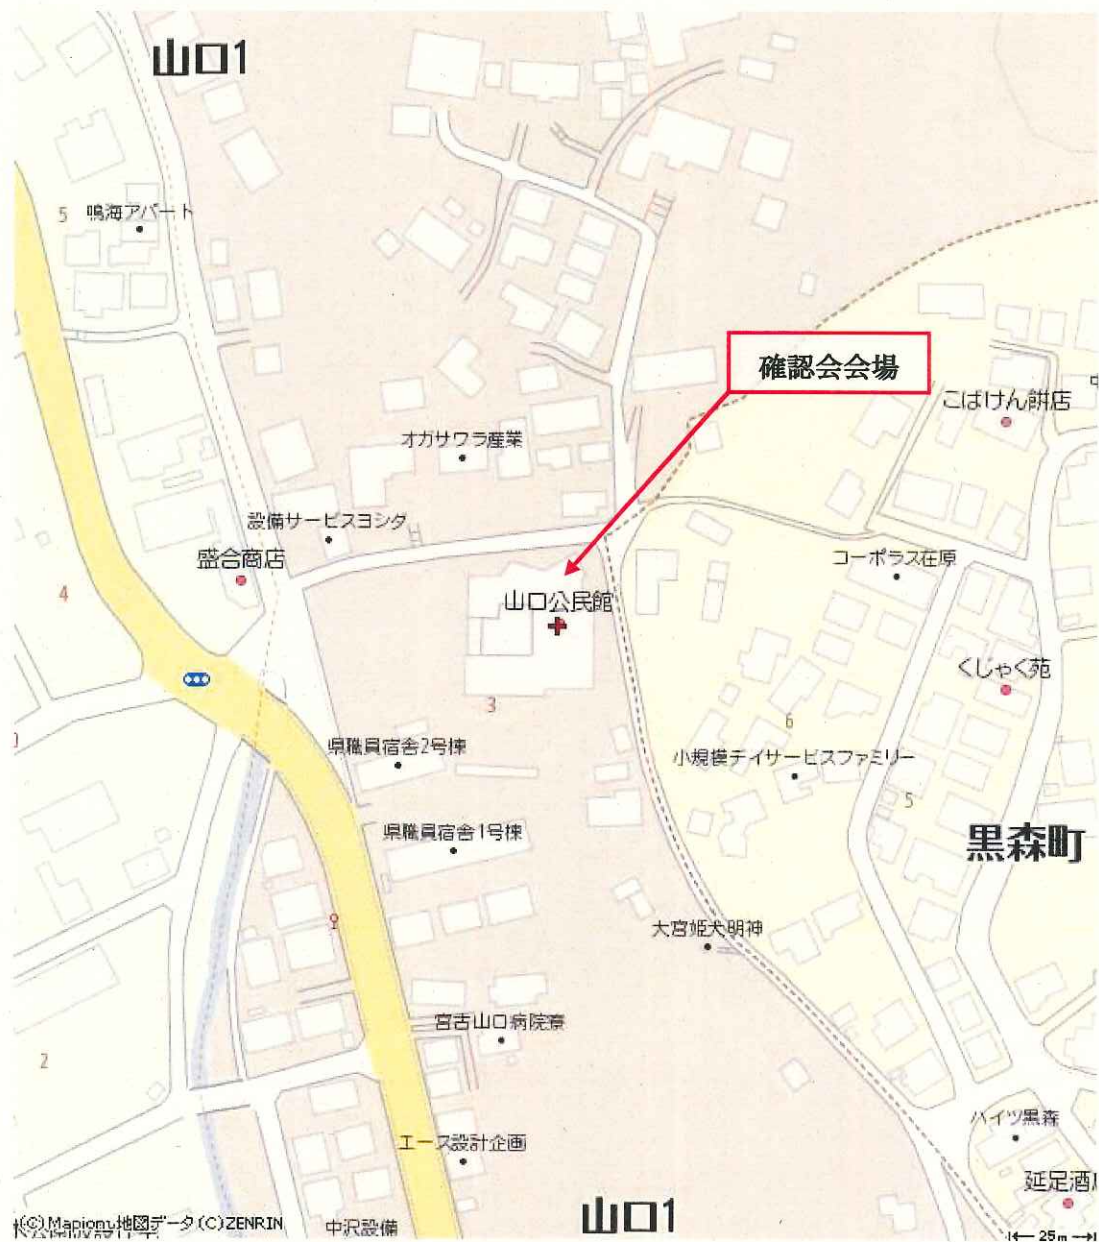 山口1
5
鳴海アパート
確認会会場
こばけん餅店
オガサワラ産業
設備サービスヨシダ
盛合商店
コーポラス在原
4
山口公民館
くしゃく苑
3
6
県職員宿舎2号棟
小規模デイサービスファミリー
5
県職員宿舎1号棟
黒森町
大宮姫大明神
宮古山口病院寮
2
ハイツ黒森
エース設計企画
延足酒
山口1
(C)Mapion/地図データ(C)ZENRIN
中沢設備
25m